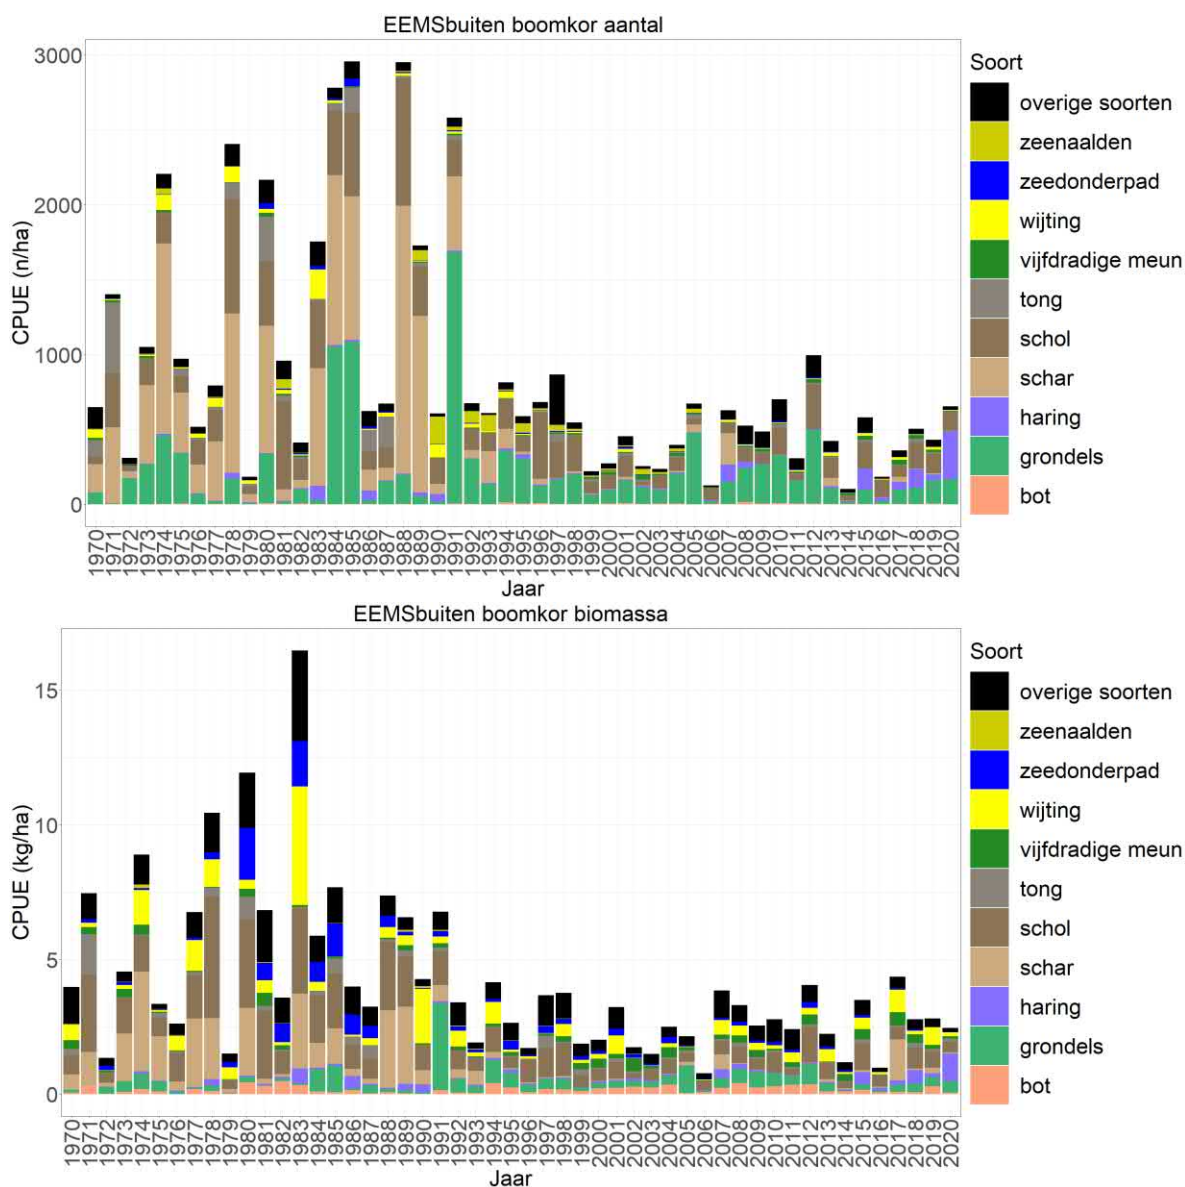 EEMSbuiten boomkor aantal
CPUE (n/ha)
3000
2000
1000
0
1970 1971 1972 1973 1974 1975 1976 1977 1978 1979 1980 1981 1982 1983 1984 1985 1986 1987 1988 1989 1990 1991 1992 1993 1994 1995 1996 1997 1998 1999 2000 2001 2002 2003 2004 2005 2006 2007 2008 2009 2010 2011 2012 2013 2014 2015 2016 2017 2018 2019 2020
Jaar
Soort
overige soorten
zeenaalden
zeedonderpad
wijting
vijfdradige meun
tong
schol
schar
haring
grondels
bot
EEMSbuiten boomkor biomassa
CPUE (kg/ha)
15
10
5
0
1970 1971 1972 1973 1974 1975 1976 1977 1978 1979 1980 1981 1982 1983 1984 1985 1986 1987 1988 1989 1990 1991 1992 1993 1994 1995 1996 1997 1998 1999 2000 2001 2002 2003 2004 2005 2006 2007 2008 2009 2010 2011 2012 2013 2014 2015 2016 2017 2018 2019 2020
Jaar
Soort
overige soorten
zeenaalden
zeedonderpad
wijting
vijfdradige meun
tong
schol
schar
haring
grondels
bot